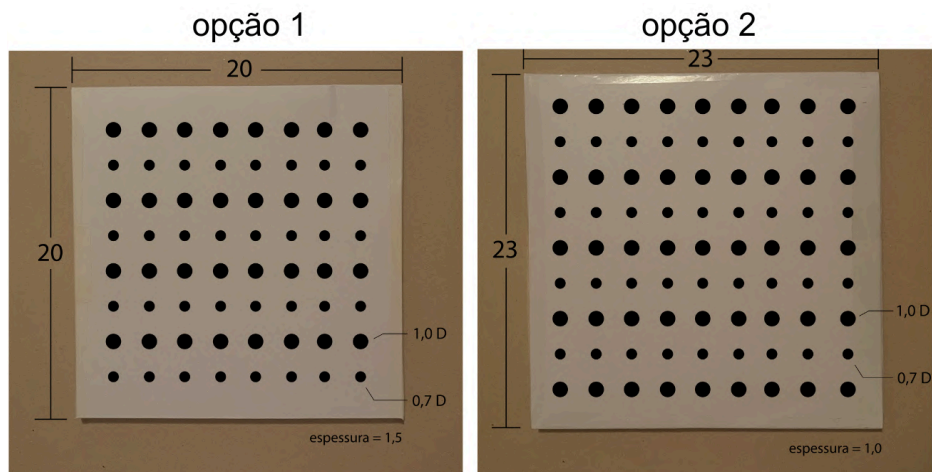 opção 1
20
20
1,0 D
0,7 D
espessura = 1,5
opção 2
23
23
1,0 D
0,7 D
espessura = 1,0